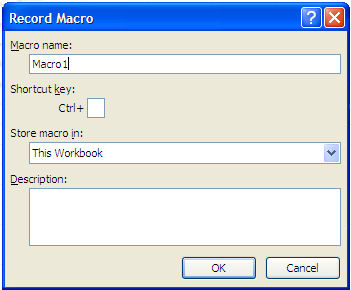 Record Macro
Macro name:
Macro1
Shortcut key:
Ctrl+
Store macro in:
This Workbook
Description:
OK Cancel